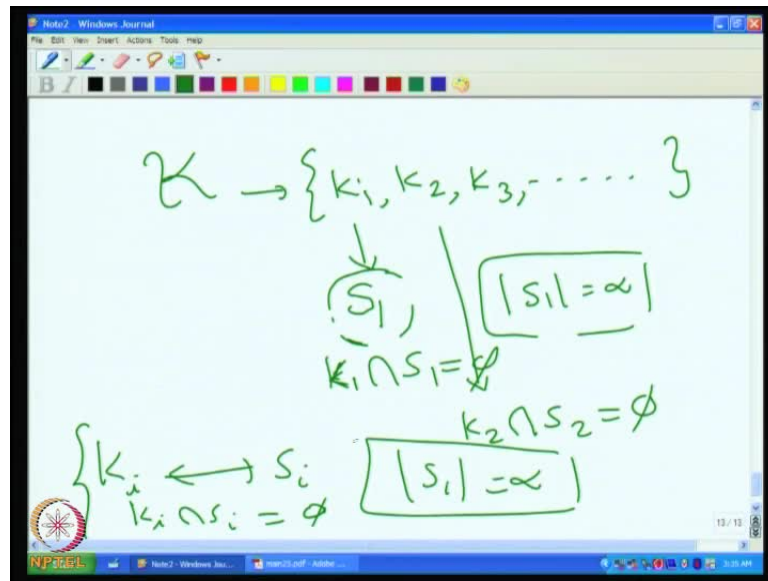 Note2 - Windows Journal
File Edit View Insert Actions Tools Help
B I
K → {K1, K2, K3, ‑ ‑ ‑ ‑ ‑ }
S1, |S1| = α
K1 ∩ S1 = φ
K2 ∩ S2 = φ
{ Ki ⟷ Si |Si| = α
Ki ∩ Si = φ
13 / 13
NPTEL Note2 - Windows Jou... main23.pdf - Adobe ... 3:35 AM